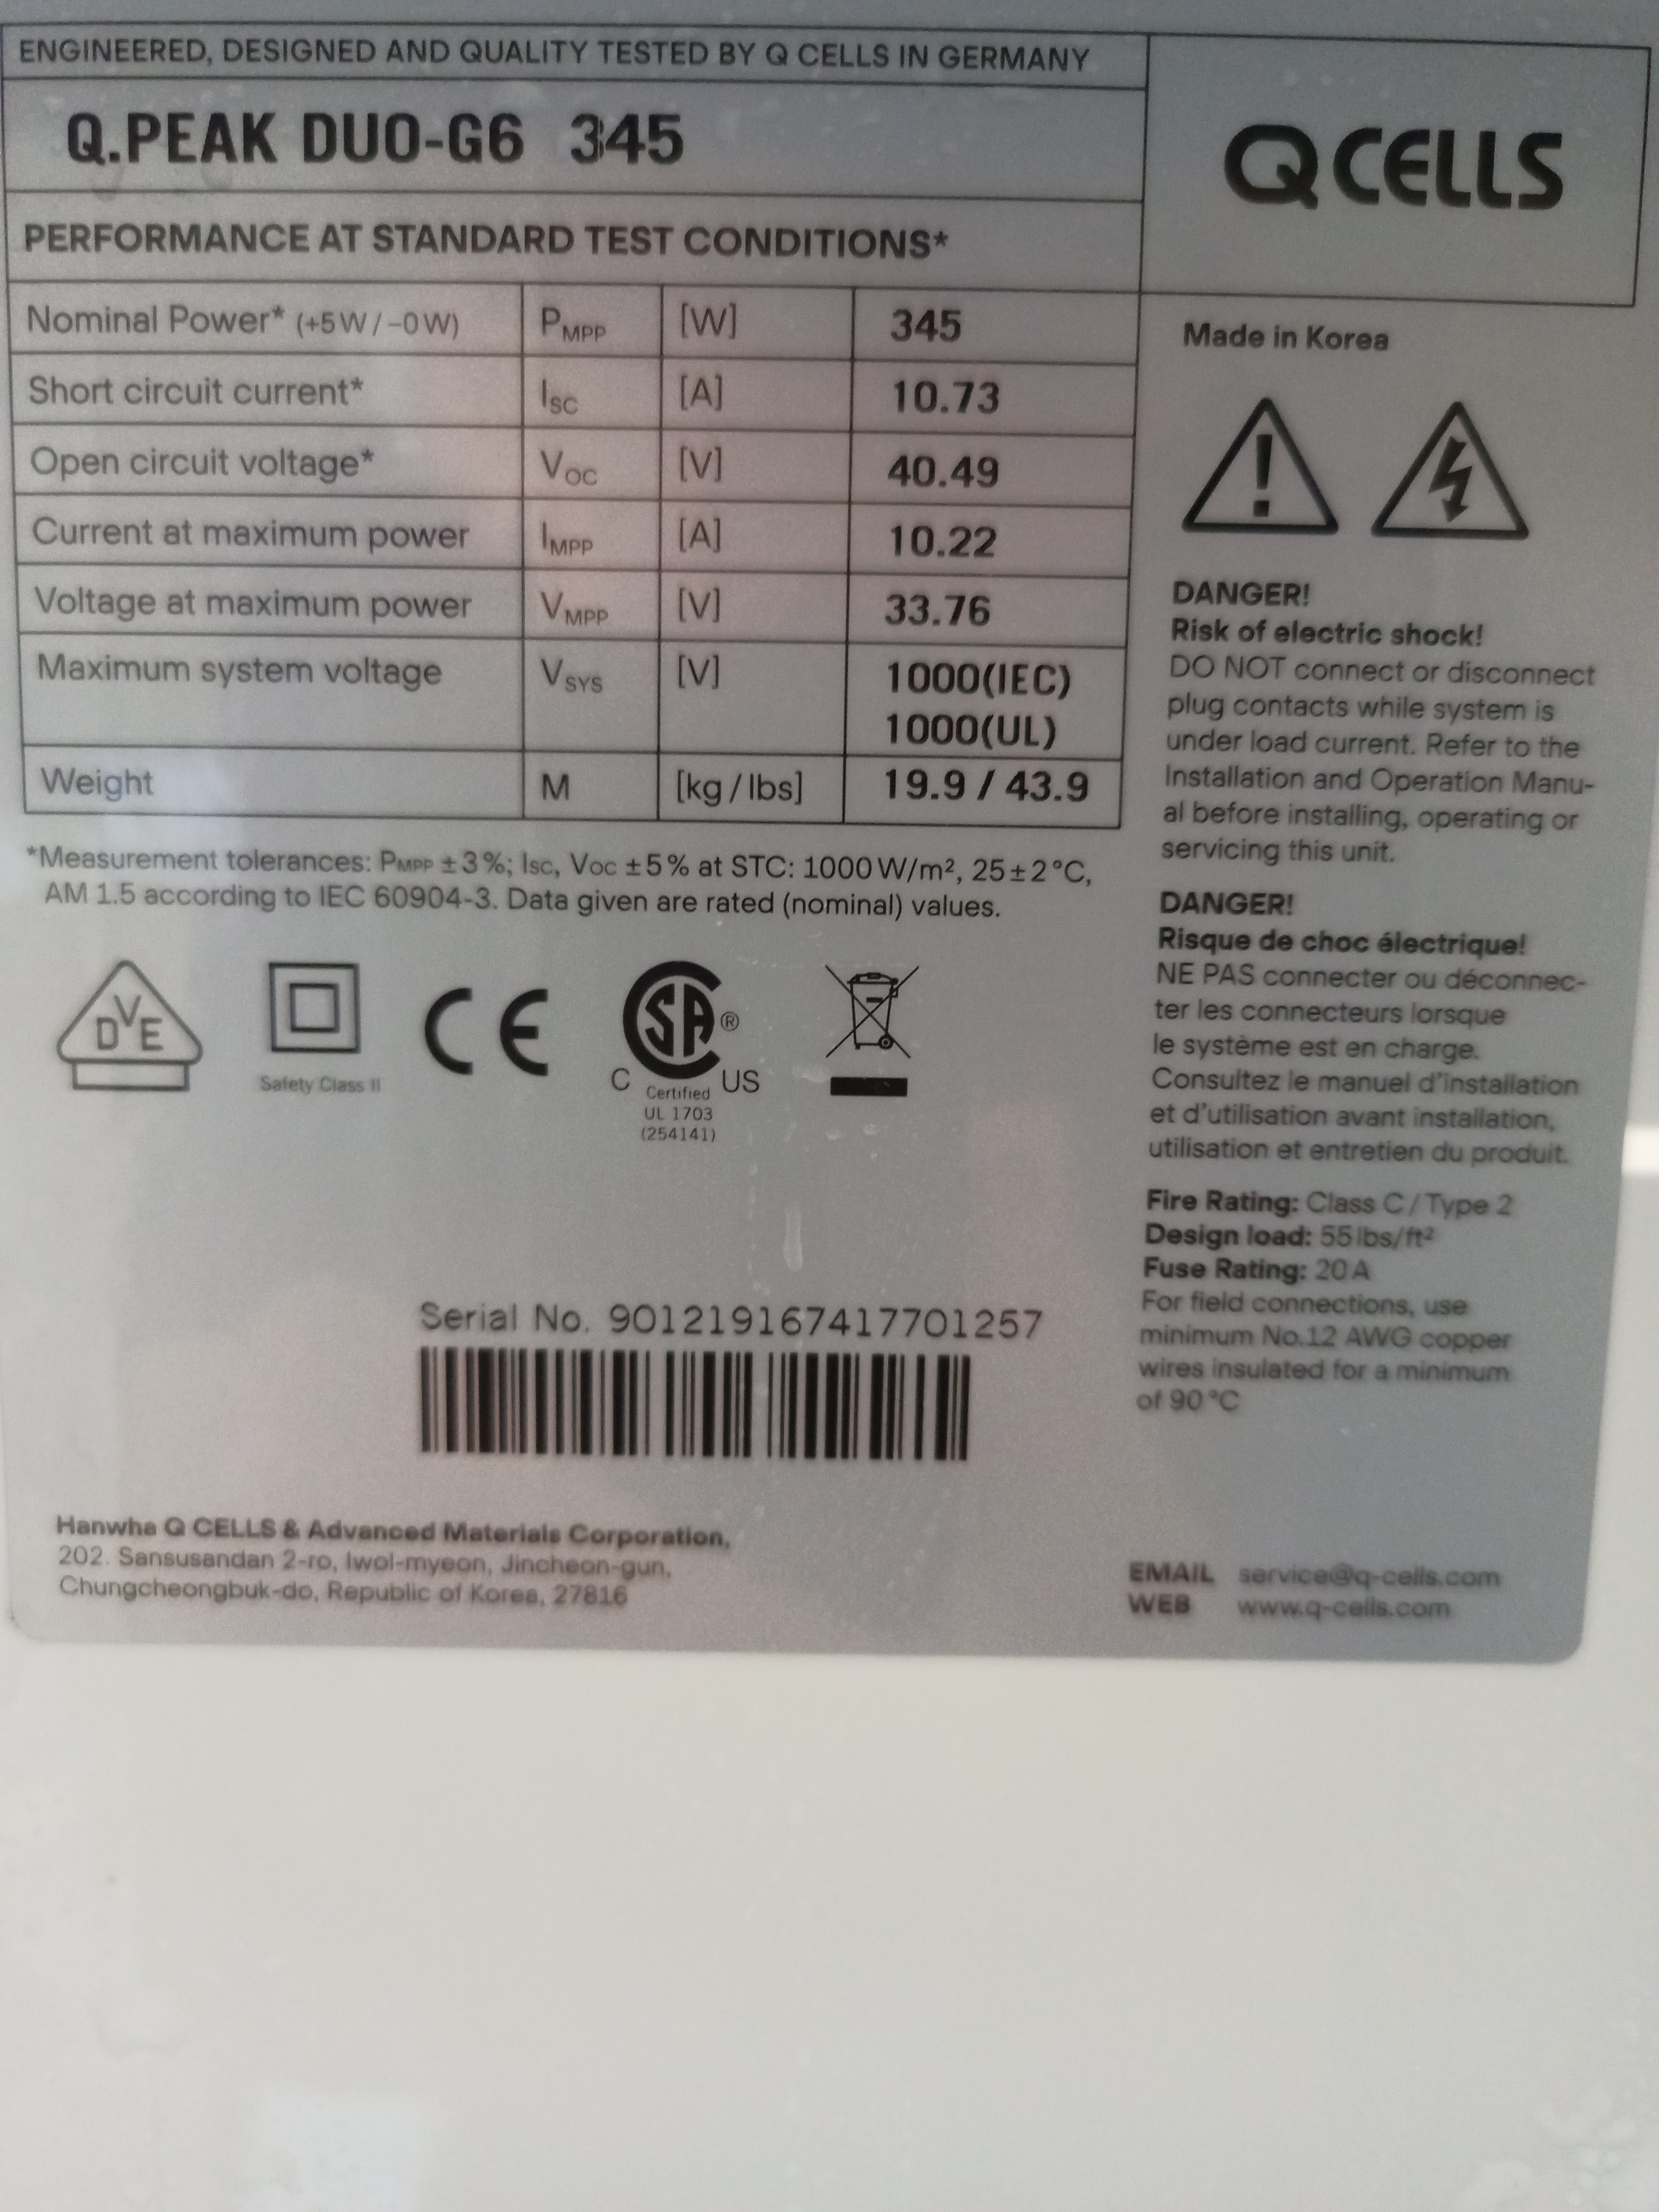 ENGINEERED, DESIGNED AND QUALITY TESTED BY Q CELLS IN GERMANY
Q.PEAK DUO-G6 345
Q CELLS
PERFORMANCE AT STANDARD TEST CONDITIONS*
Nominal Power* (+5W/-0W) PMPP [W] 345
Short circuit current* ISC [A] 10.73
Open circuit voltage* VOC [V] 40.49
Current at maximum power IMPP [A] 10.22
Voltage at maximum power VMPP [V] 33.76
Maximum system voltage VSYS [V] 1000(IEC)
1000(UL)
Weight M [kg/lbs] 19.9 / 43.9
*Measurement tolerances: PMPP ±3%; ISC, VOC ±5% at STC: 1000W/m², 25±2°C,
AM 1.5 according to IEC 60904-3. Data given are rated (nominal) values.
DVE
Safety Class II
CE
SA®
C Certified US
UL 1703
(254141)
Serial No. 901219167417701257
Hanwha Q CELLS & Advanced Materials Corporation,
202. Sansusandan 2-ro, Iwol-myeon, Jincheon-gun,
Chungcheongbuk-do, Republic of Korea, 27816
Made in Korea
!
DANGER!
Risk of electric shock!
DO NOT connect or disconnect
plug contacts while system is
under load current. Refer to the
Installation and Operation Manu-
al before installing, operating or
servicing this unit.
DANGER!
Risque de choc électrique!
NE PAS connecter ou déconnec-
ter les connecteurs lorsque
le système est en charge.
Consultez le manuel d'installation
et d'utilisation avant installation,
utilisation et entretien du produit.
Fire Rating: Class C / Type 2
Design load: 55 lbs/ft²
Fuse Rating: 20 A
For field connections, use
minimum No.12 AWG copper
wires insulated for a minimum
of 90 °C
EMAIL service@q-cells.com
WEB www.q-cells.com